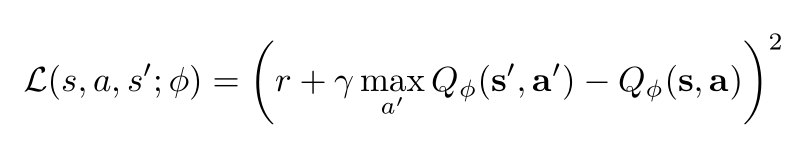 ℒ(s, a, s′; ϕ) = (r + γ max_{a′} Q_ϕ(𝐬′, 𝐚′) − Q_ϕ(𝐬, 𝐚))²